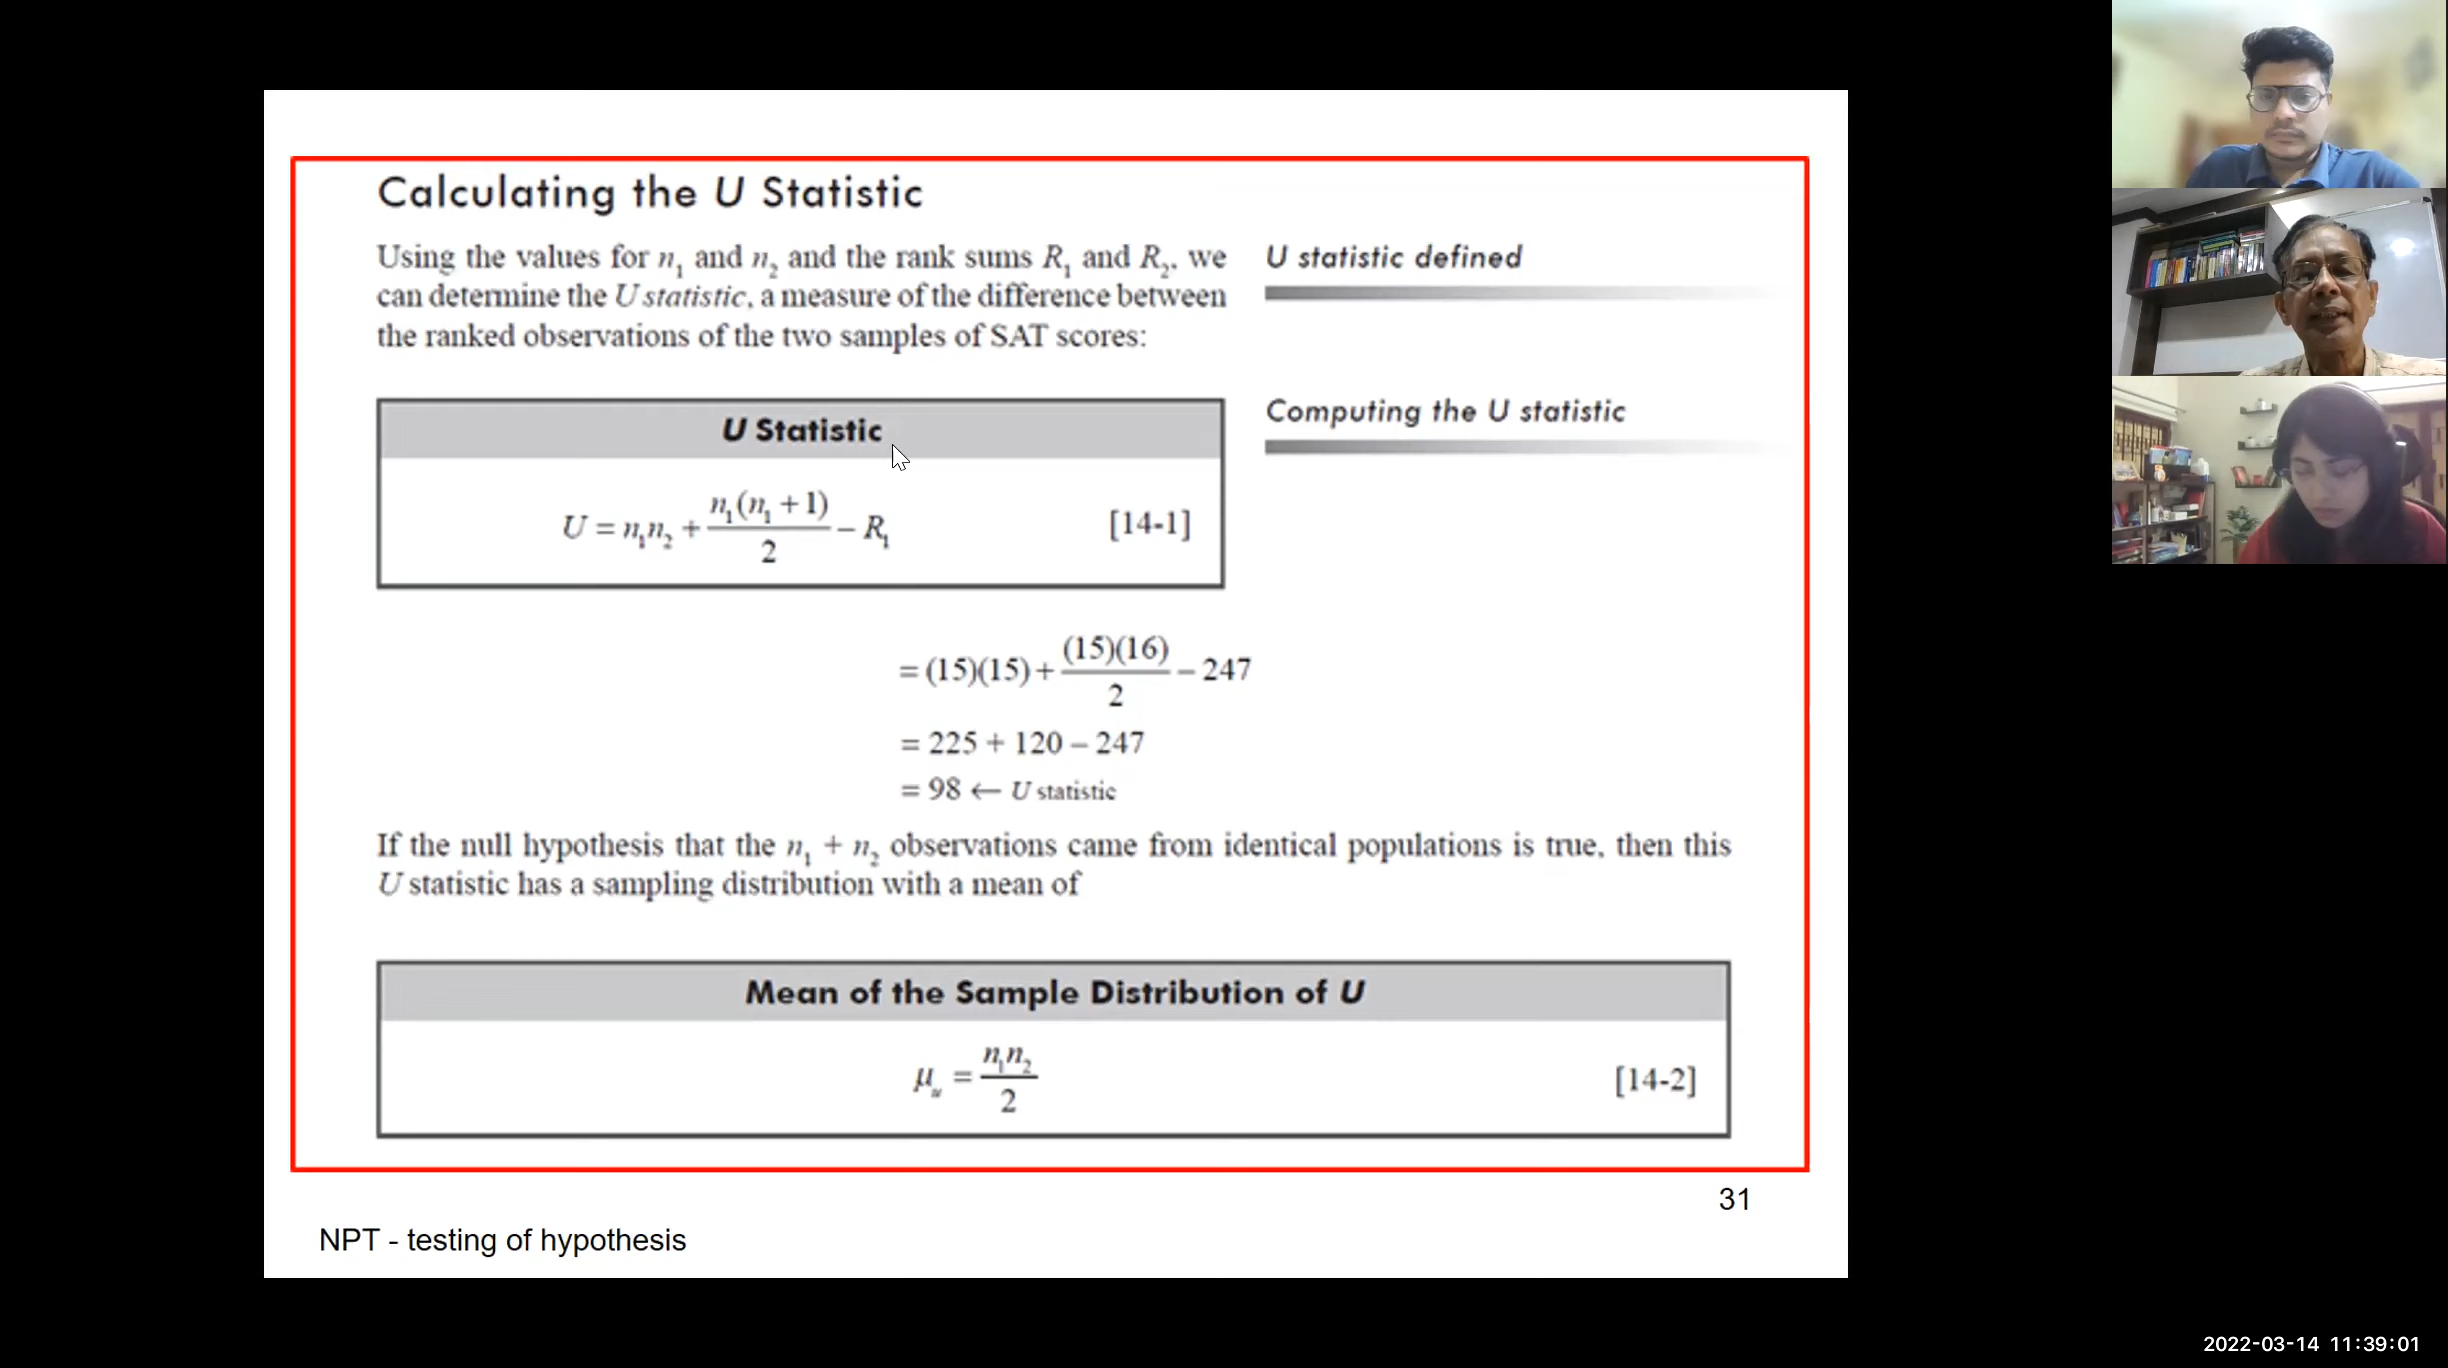 Calculating the U Statistic
Using the values for n₁ and n₂ and the rank sums R₁ and R₂, we
can determine the U statistic, a measure of the difference between
the ranked observations of the two samples of SAT scores:
U statistic defined
Computing the U statistic
U Statistic
U = n₁n₂ + n₁(n₁ + 1)/2 − R₁ [14-1]
= (15)(15) + (15)(16)/2 − 247
= 225 + 120 − 247
= 98 ← U statistic
If the null hypothesis that the n₁ + n₂ observations came from identical populations is true, then this
U statistic has a sampling distribution with a mean of
Mean of the Sample Distribution of U
μᵤ = n₁n₂/2 [14-2]
31
NPT - testing of hypothesis
2022-03-14 11:39:01